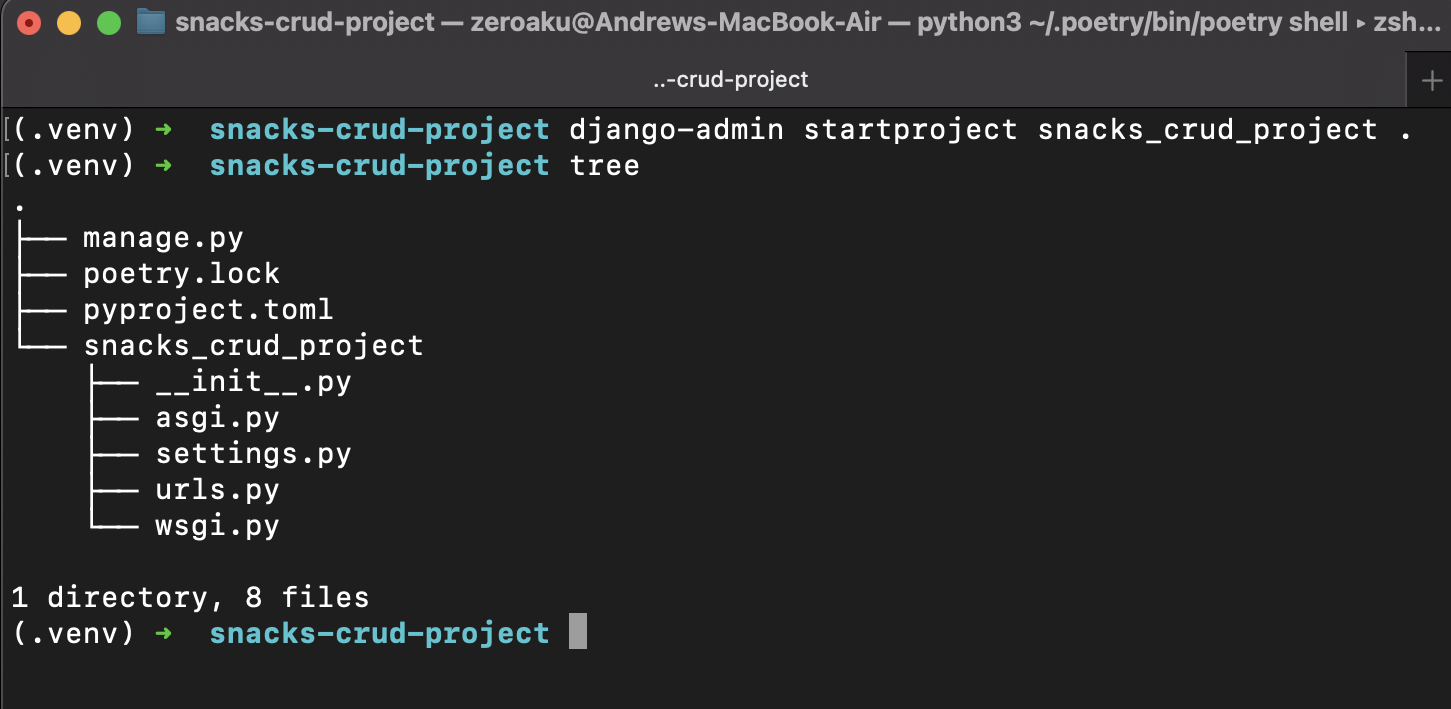 snacks-crud-project — zeroaku@Andrews-MacBook-Air — python3 ~/.poetry/bin/poetry shell ▸ zsh...
..-crud-project
[(.venv) ➜  snacks-crud-project django-admin startproject snacks_crud_project .
[(.venv) ➜  snacks-crud-project tree
.
├── manage.py
├── poetry.lock
├── pyproject.toml
└── snacks_crud_project
    ├── __init__.py
    ├── asgi.py
    ├── settings.py
    ├── urls.py
    └── wsgi.py
1 directory, 8 files
(.venv) ➜  snacks-crud-project